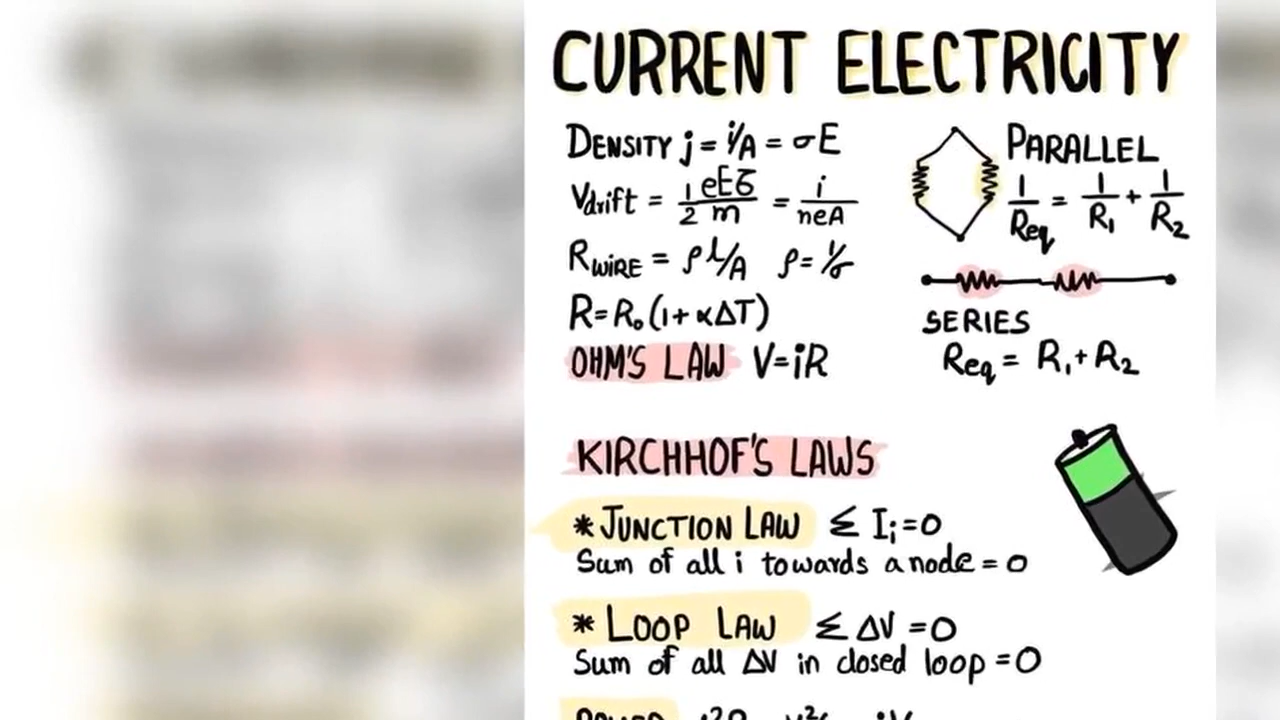 CURRENT ELECTRICITY
DENSITY j = i/A = σE
Vdrift = 1/2 eEζ/m = i/neA
RWIRE = ρ l/A ρ = 1/σ
R = R₀ (1 + αΔT)
OHM'S LAW V=iR
PARALLEL
1/Req = 1/R₁ + 1/R₂
SERIES
Req = R₁ + R₂
KIRCHHOF'S LAWS
* JUNCTION LAW Σ Ii = 0
Sum of all i towards a node = 0
* LOOP LAW Σ ΔV = 0
Sum of all ΔV in closed loop = 0